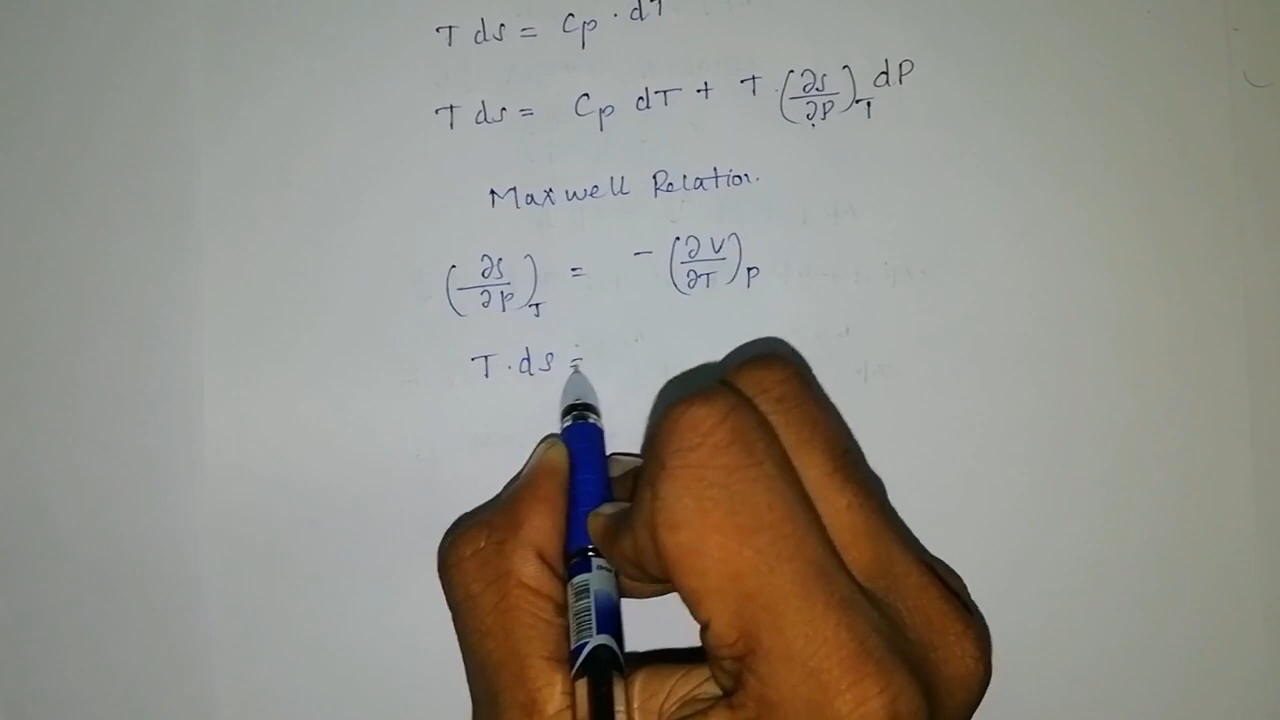 T ds = Cp · dT
T ds = Cp dT + T (∂s/∂P)T dP
Maxwell Relation.
(∂s/∂P)T = - (∂V/∂T)P
T · ds =